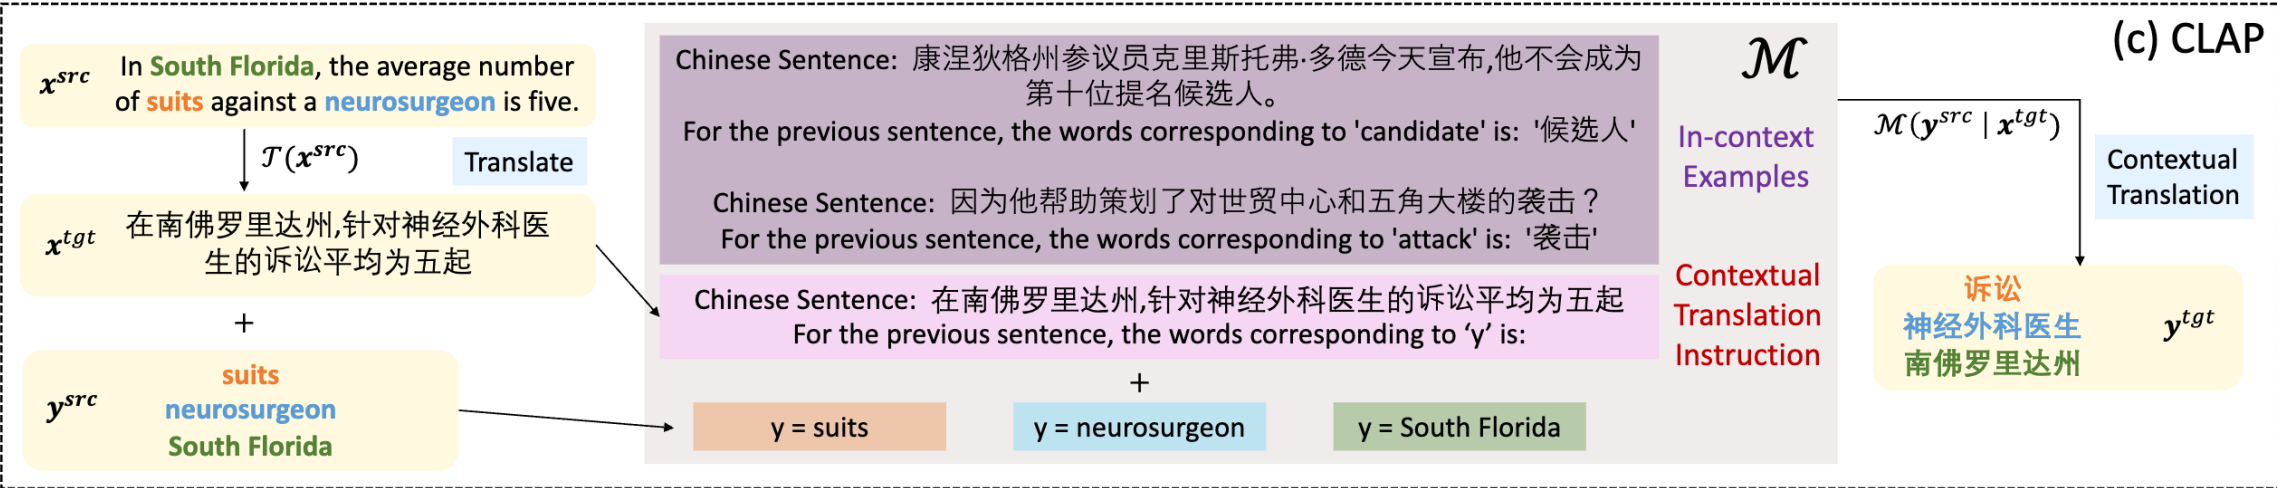 (c) CLAP
x^src
In South Florida, the average number
of suits against a neurosurgeon is five.
𝒯(x^src)
Translate
x^tgt
在南佛罗里达州,针对神经外科医
生的诉讼平均为五起
+
y^src
suits
neurosurgeon
South Florida
Chinese Sentence: 康涅狄格州参议员克里斯托弗·多德今天宣布,他不会成为
第十位提名候选人。
For the previous sentence, the words corresponding to 'candidate' is: '候選人'
Chinese Sentence: 因为他帮助策划了对世贸中心和五角大楼的袭击？
For the previous sentence, the words corresponding to 'attack' is: '袭击'
ℳ
In-context
Examples
Chinese Sentence: 在南佛罗里达州,针对神经外科医生的诉讼平均为五起
For the previous sentence, the words corresponding to ‘y’ is:
Contextual
Translation
Instruction
+
y = suits
y = neurosurgeon
y = South Florida
ℳ(y^src | x^tgt)
Contextual
Translation
诉讼
神经外科医生
南佛罗里达州
y^tgt